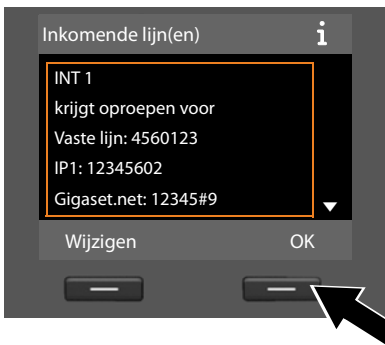 Inkomende lijn(en) i
INT 1
krijgt oproepen voor
Vaste lijn: 4560123
IP1: 12345602
Gigaset.net: 12345#9
Wijzigen OK